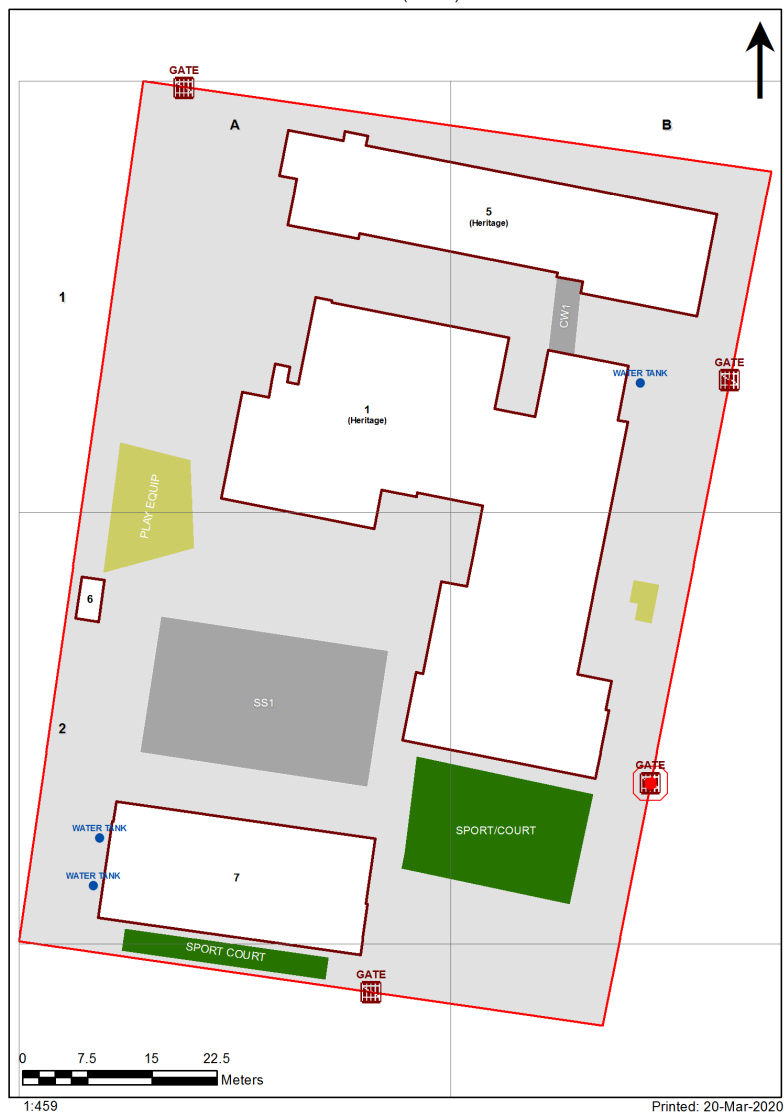 GATE
A
B
5
(Heritage)
1
CW1
GATE
WATER TANK
1
(Heritage)
PLAY EQUIP
6
SS1
2
GATE
WATER TANK
SPORT/COURT
WATER TANK
7
SPORT COURT
GATE
0 7.5 15 22.5
Meters
1:459
Printed: 20-Mar-2020